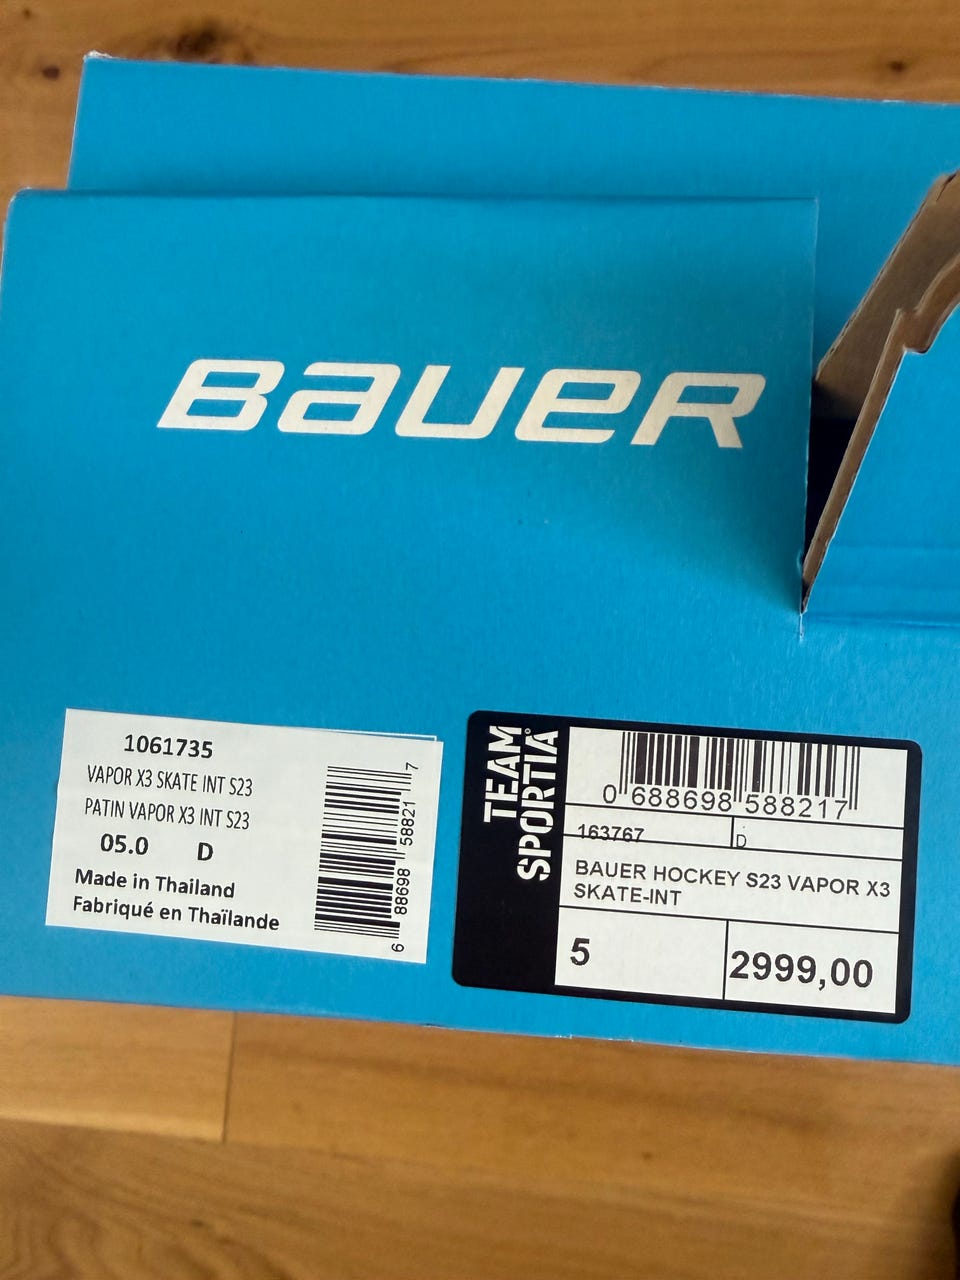 BAUER
1061735
VAPOR X3 SKATE INT S23
PATIN VAPOR X3 INT S23
05.0 D
Made in Thailand
Fabriqué en Thaïlande
6 88698 58821 7
TEAM
SPORTIA
0 688698 588217
163767 D
BAUER HOCKEY S23 VAPOR X3
SKATE-INT
5 2999,00